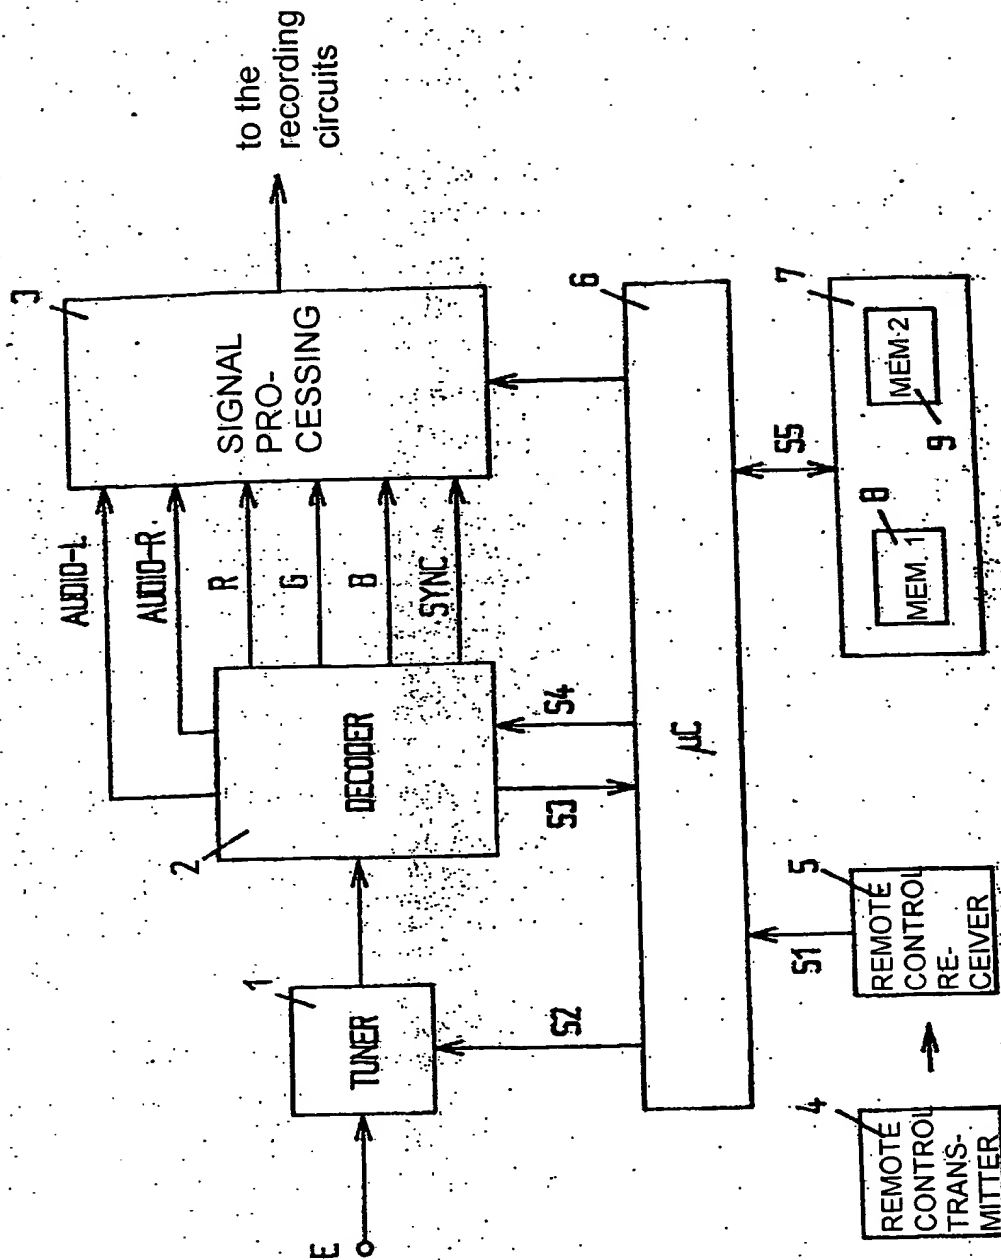 to the
recording
circuits
3
SIGNAL
PRO-
CESSING
AUDIO-L
AUDIO-R
R
G
B
SYNC
2
DECODER
1
TUNER
E
S2
S3
S4
6
µC
S1
S5
4
REMOTE
CONTROL
TRANS-
MITTER
5
REMOTE
CONTROL
RE-
CEIVER
7
8
MEM. 1
9
MEM-2